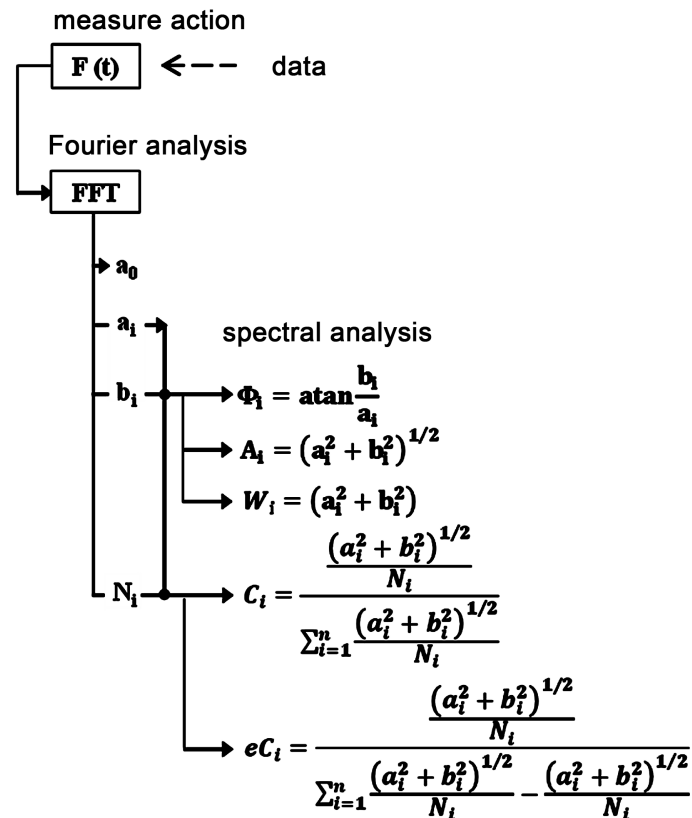 measure action
F (t)
data
Fourier analysis
FFT
a₀
aᵢ
spectral analysis
bᵢ
Φᵢ = atan bᵢ/aᵢ
Aᵢ = (aᵢ² + bᵢ²)^1/2
Wᵢ = (aᵢ² + bᵢ²)
Nᵢ
Cᵢ = ((aᵢ² + bᵢ²)^1/2 / Nᵢ) / (∑ᵢ₌₁ⁿ (aᵢ² + bᵢ²)^1/2 / Nᵢ)
eCᵢ = ((aᵢ² + bᵢ²)^1/2 / Nᵢ) / (∑ᵢ₌₁ⁿ (aᵢ² + bᵢ²)^1/2 / Nᵢ − (aᵢ² + bᵢ²)^1/2 / Nᵢ)